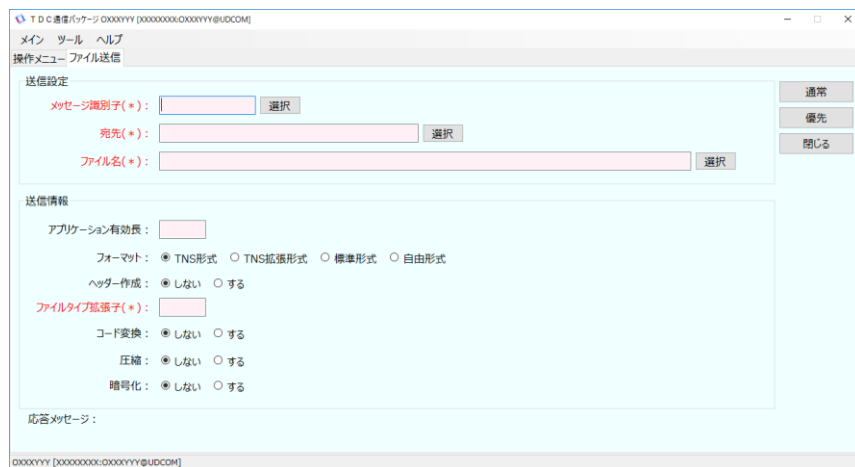 TDC通信パッケージ OXXXYYY [XXXXXXXX:OXXXYYY@UDCOM]
メイン ツール ヘルプ
操作メニュー ファイル送信
送信設定
メッセージ識別子(*): 選択
宛先(*): 選択
ファイル名(*): 選択
通常
優先
閉じる
送信情報
アプリケーション有効長:
フォーマット: TNS形式 TNS拡張形式 標準形式 自由形式
ヘッダー作成: しない する
ファイルタイプ拡張子(*):
コード変換: しない する
圧縮: しない する
暗号化: しない する
応答メッセージ:
OXXXYYY [XXXXXXXX:OXXXYYY@UDCOM]